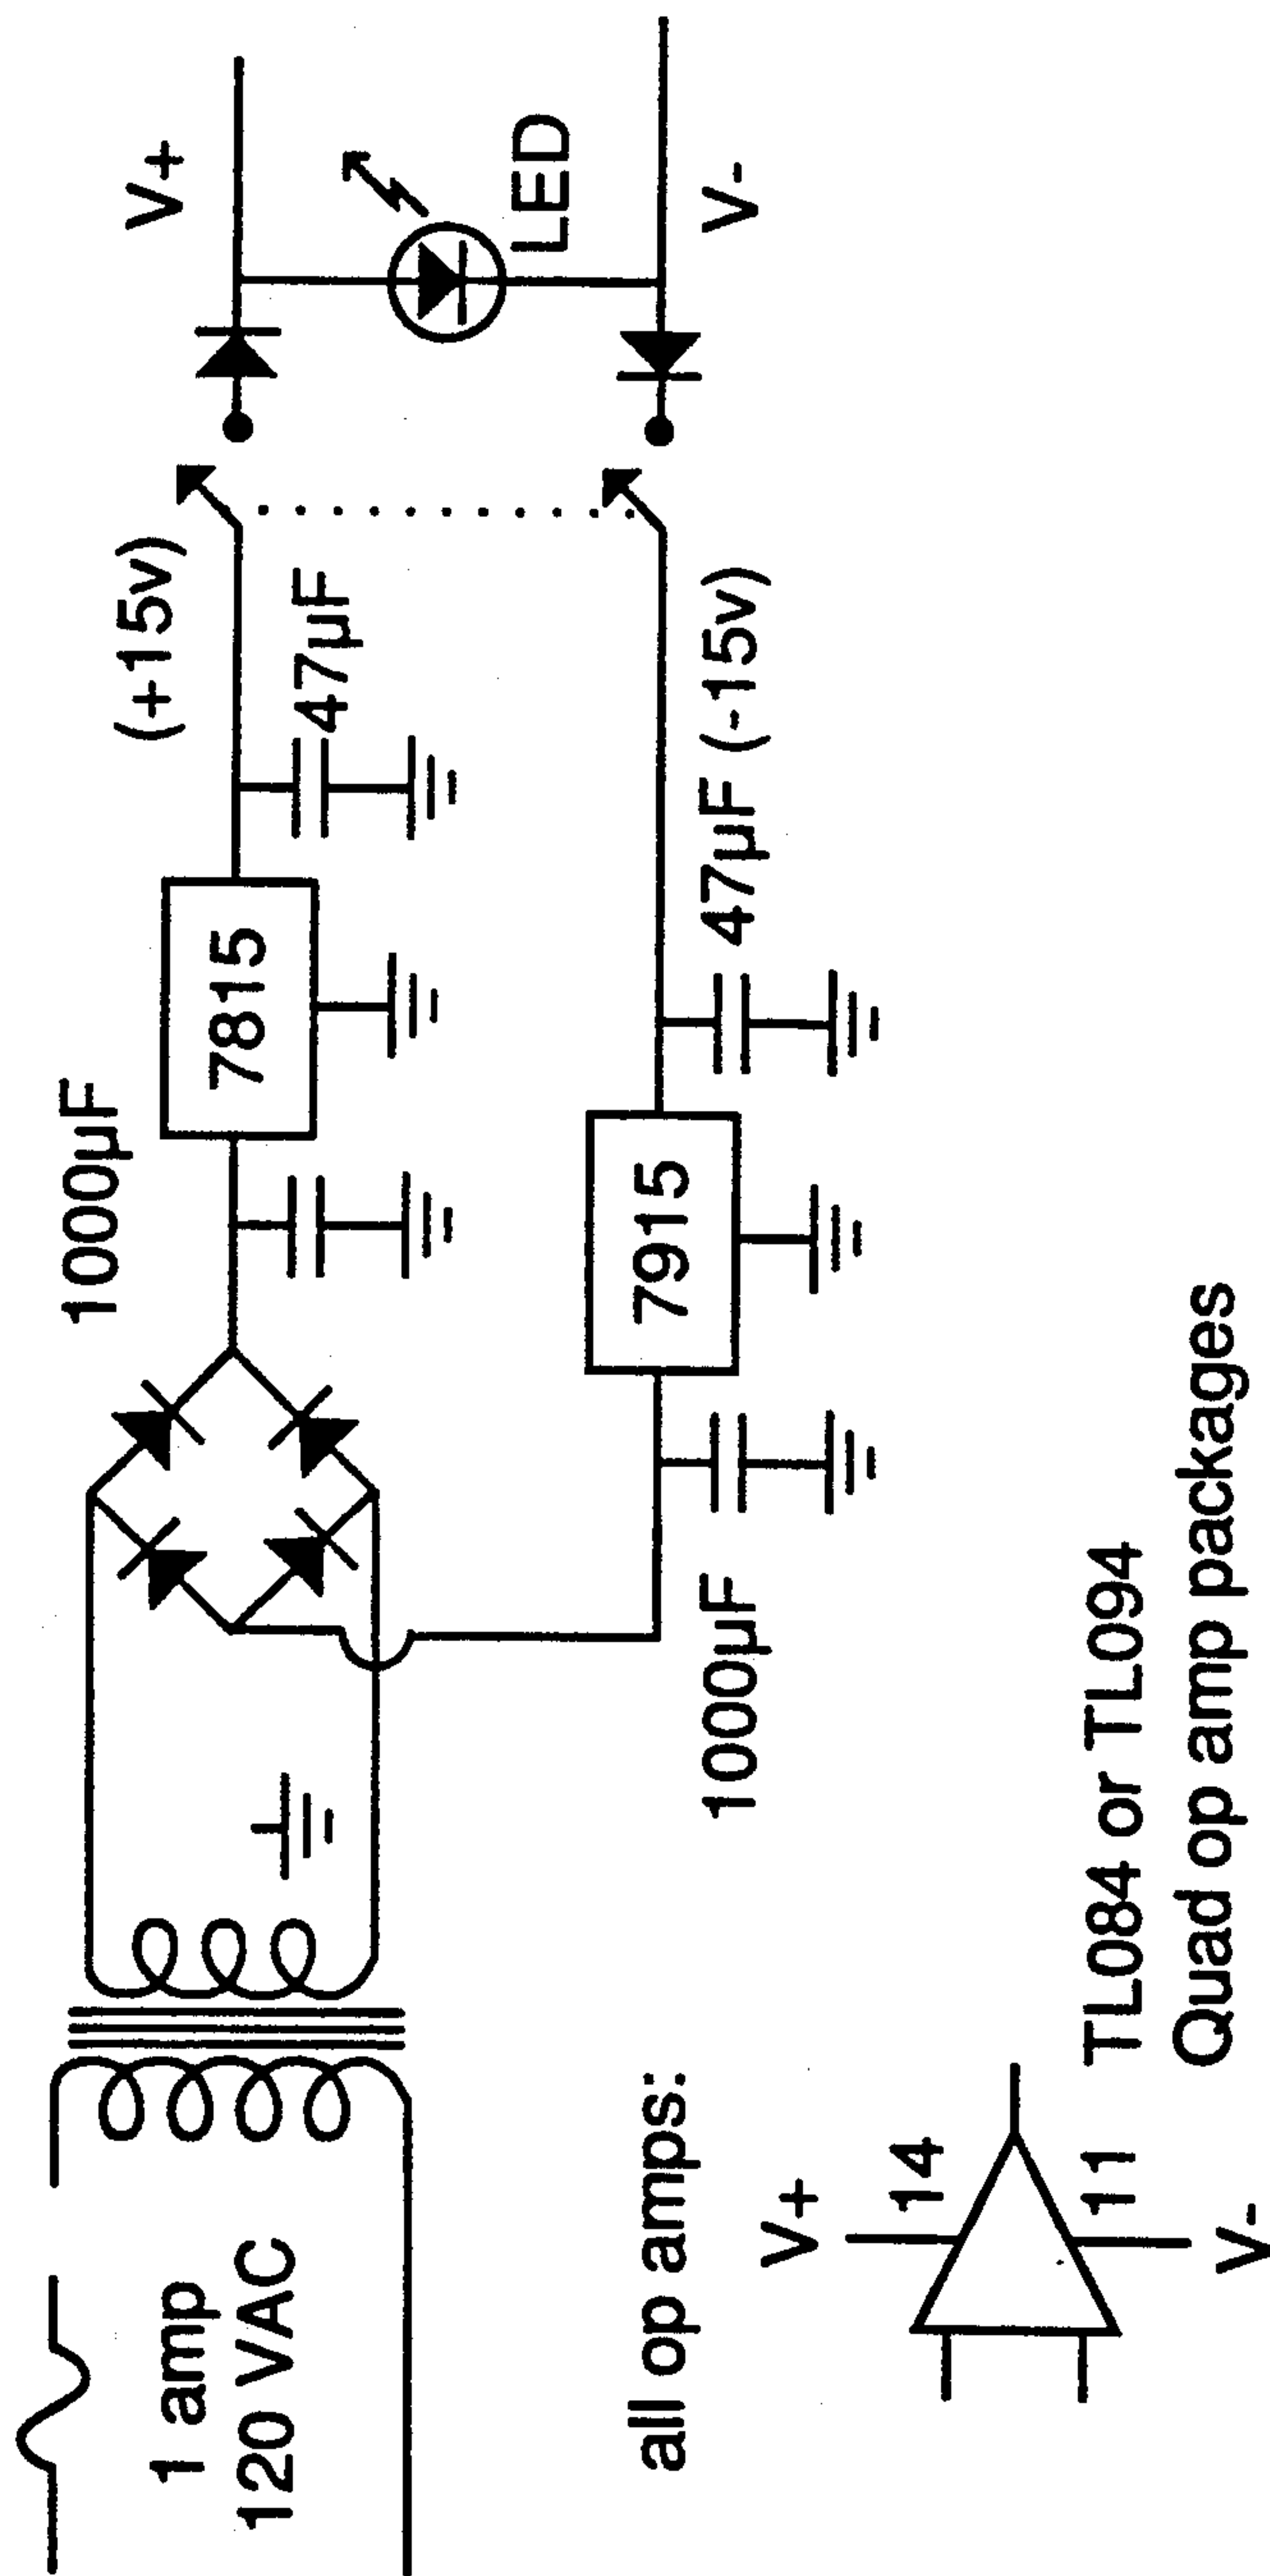 1 amp
120 VAC
1000µF
7815
(+15v)
47µF
V+
LED
V-
1000µF
7915
47µF (-15v)
all op amps:
V+
14
11
V-
TL084 or TL094
Quad op amp packages